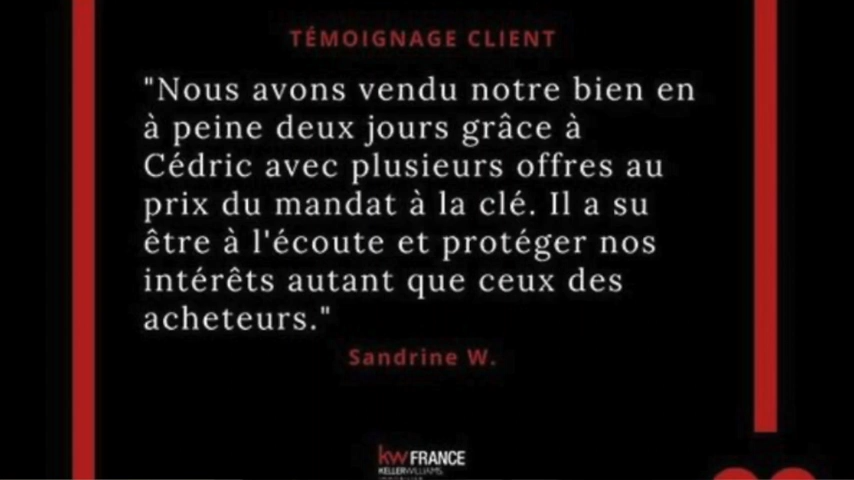 TÉMOIGNAGE CLIENT
"Nous avons vendu notre bien en
à peine deux jours grâce à
Cédric avec plusieurs offres au
prix du mandat à la clé. Il a su
être à l'écoute et protéger nos
intérêts autant que ceux des
acheteurs."
Sandrine W.
kw FRANCE
KELLERWILLIAMS.